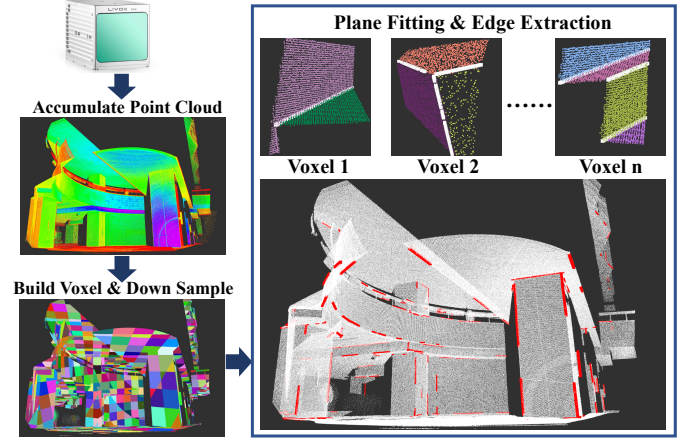 LIVOX
Accumulate Point Cloud
Build Voxel & Down Sample
Plane Fitting & Edge Extraction
Voxel 1
Voxel 2
......
Voxel n